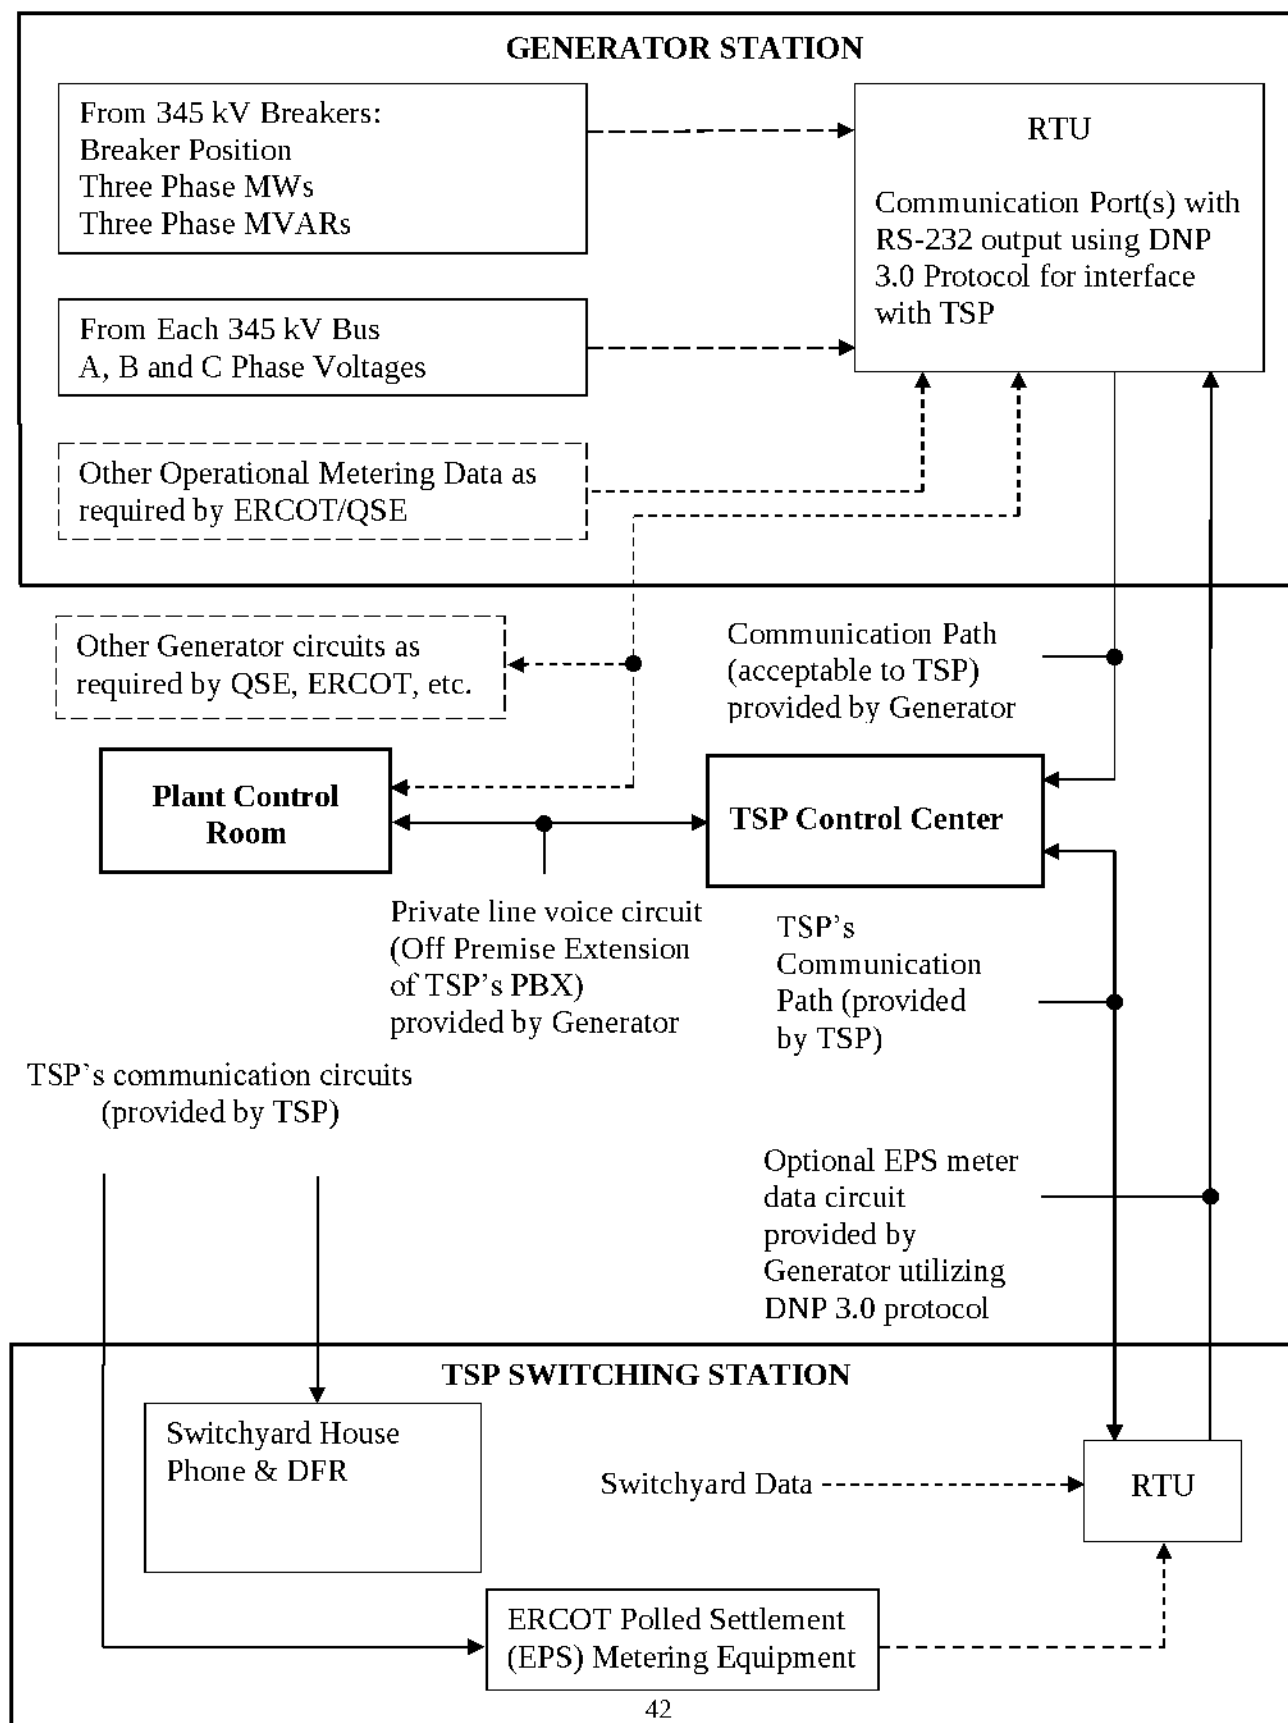 GENERATOR STATION
From 345 kV Breakers:
Breaker Position
Three Phase MWs
Three Phase MVARs
RTU
Communication Port(s) with
RS-232 output using DNP
3.0 Protocol for interface
with TSP
From Each 345 kV Bus
A, B and C Phase Voltages
Other Operational Metering Data as
required by ERCOT/QSE
Other Generator circuits as
required by QSE, ERCOT, etc.
Communication Path
(acceptable to TSP)
provided by Generator
Plant Control
Room
TSP Control Center
Private line voice circuit
(Off Premise Extension
of TSP’s PBX)
provided by Generator
TSP’s
Communication
Path (provided
by TSP)
TSP’s communication circuits
(provided by TSP)
Optional EPS meter
data circuit
provided by
Generator utilizing
DNP 3.0 protocol
TSP SWITCHING STATION
Switchyard House
Phone & DFR
Switchyard Data
RTU
ERCOT Polled Settlement
(EPS) Metering Equipment
42